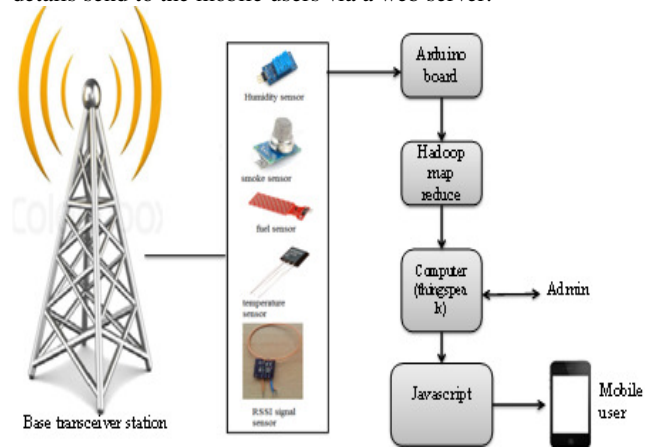 details send to the mobile users via a web server.
Humidity sensor
smoke sensor
fuel sensor
temperature
sensor
RSSI signal
sensor
Base transceiver station
Arduino
board
Hadoop
map
reduce
Computer
(thingspea
k)
Admin
Javascript
Mobile
user